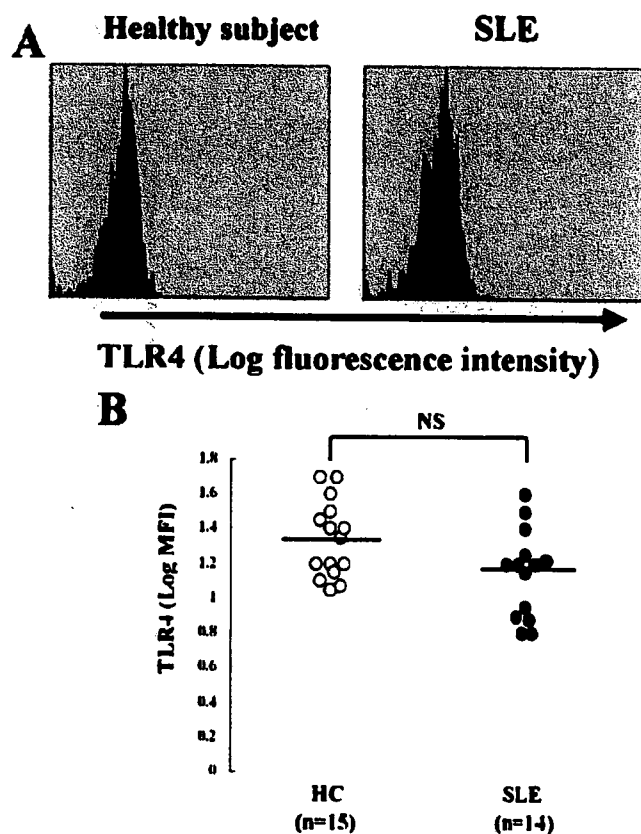 A
Healthy subject SLE
TLR4 (Log fluorescence intensity)
B
NS
1.8
1.6
1.4
1.2
1
0.8
0.6
0.4
0.2
0
TLR4 (Log MFI)
HC SLE
(n=15) (n=14)